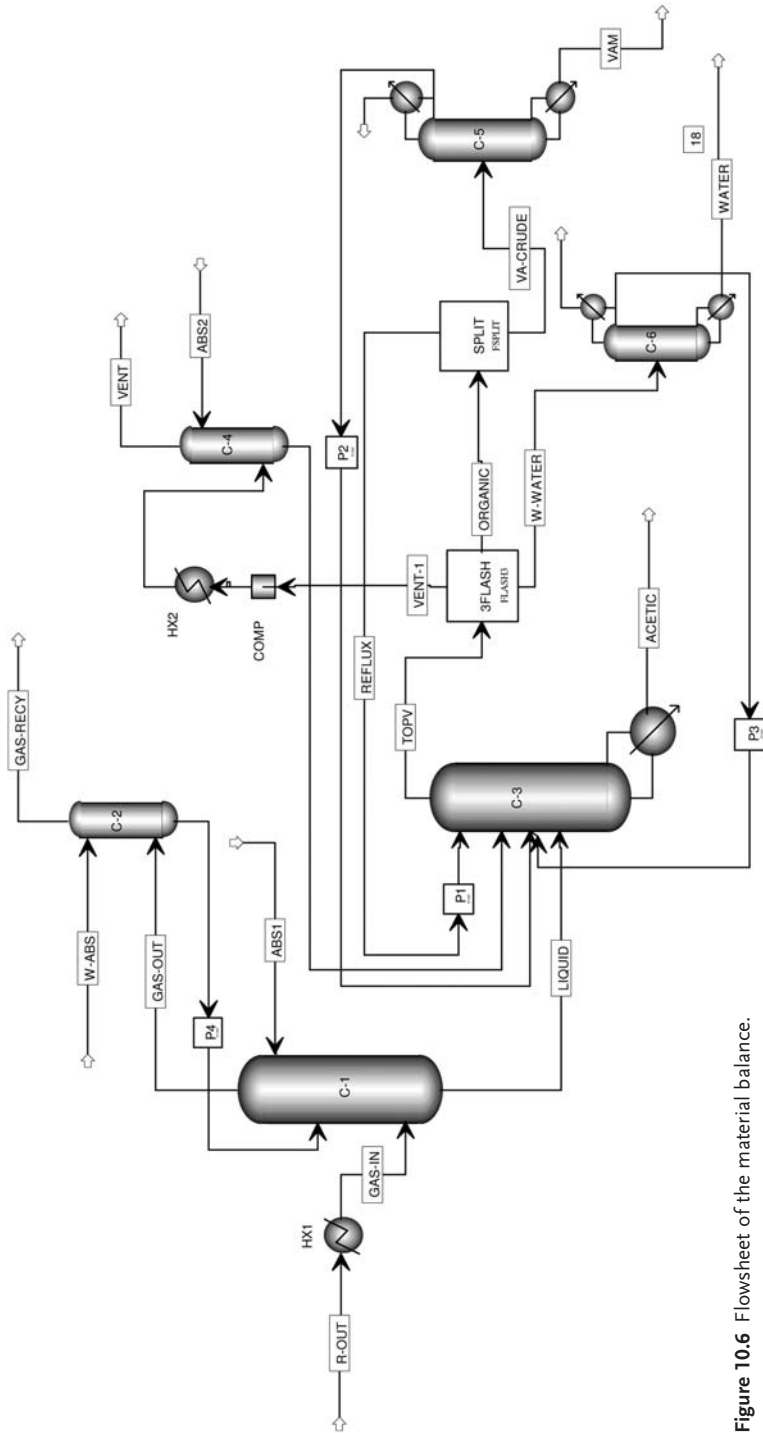 R-OUT
HX1
GAS-IN
C-1
P4
W-ABS
GAS-OUT
C-2
GAS-RECY
ABS1
LIQUID
P1
REFLUX
C-3
TOPV
ACETIC
P3
3FLASH
FLASH3
VENT-1
COMP
HX2
C-4
VENT
ABS2
P2
ORGANIC
W-WATER
SPLIT
FSPLIT
VA-CRUDE
C-5
VAM
C-6
WATER
18
Figure 10.6 Flowsheet of the material balance.